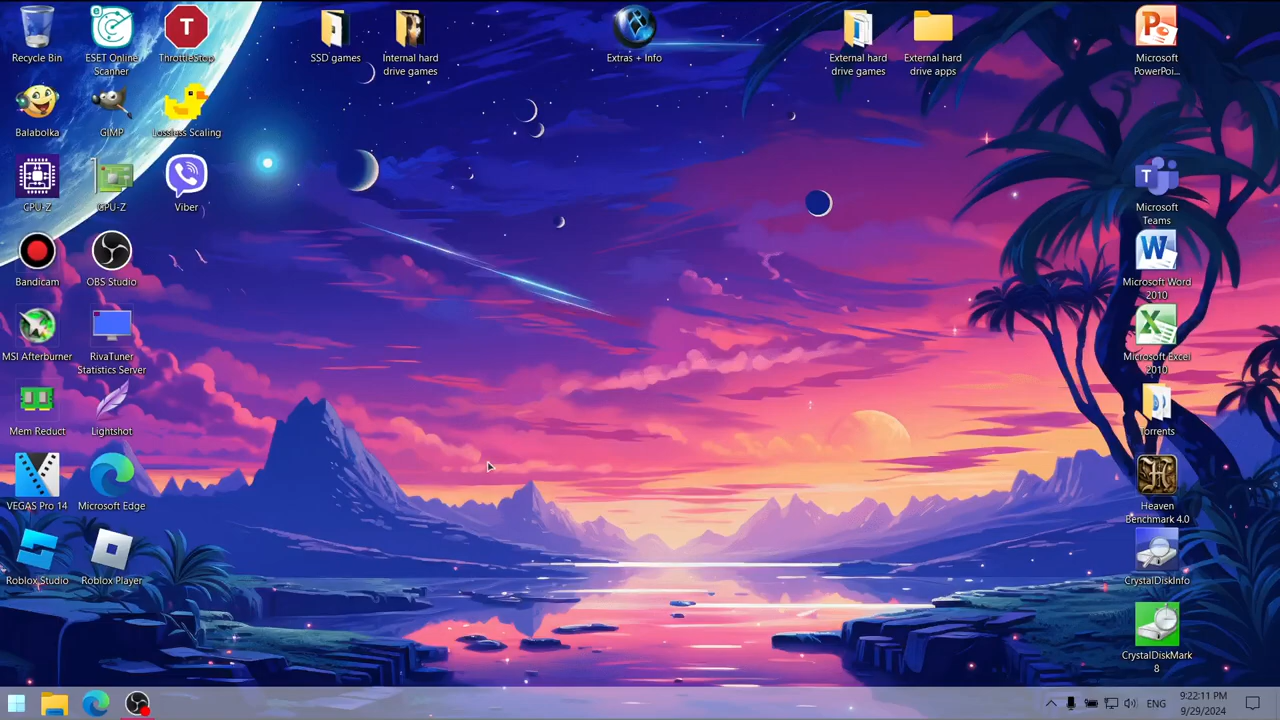 Recycle Bin
ESET Online
Scanner
ThrottleStop
SSD games
Internal hard
drive games
Extras + Info
External hard
drive games
External hard
drive apps
Microsoft
PowerPoi...
Balabolka
GIMP
Lossless Scaling
CPU-Z
GPU-Z
Viber
Microsoft
Teams
Bandicam
OBS Studio
Microsoft Word
2010
MSI Afterburner
RivaTuner
Statistics Server
Microsoft Excel
2010
Mem Reduct
Lightshot
Torrents
VEGAS Pro 14
Microsoft Edge
Heaven
Benchmark 4.0
Roblox Studio
Roblox Player
CrystalDiskInfo
CrystalDiskMark
8
ENG
9:22:11 PM
9/29/2024